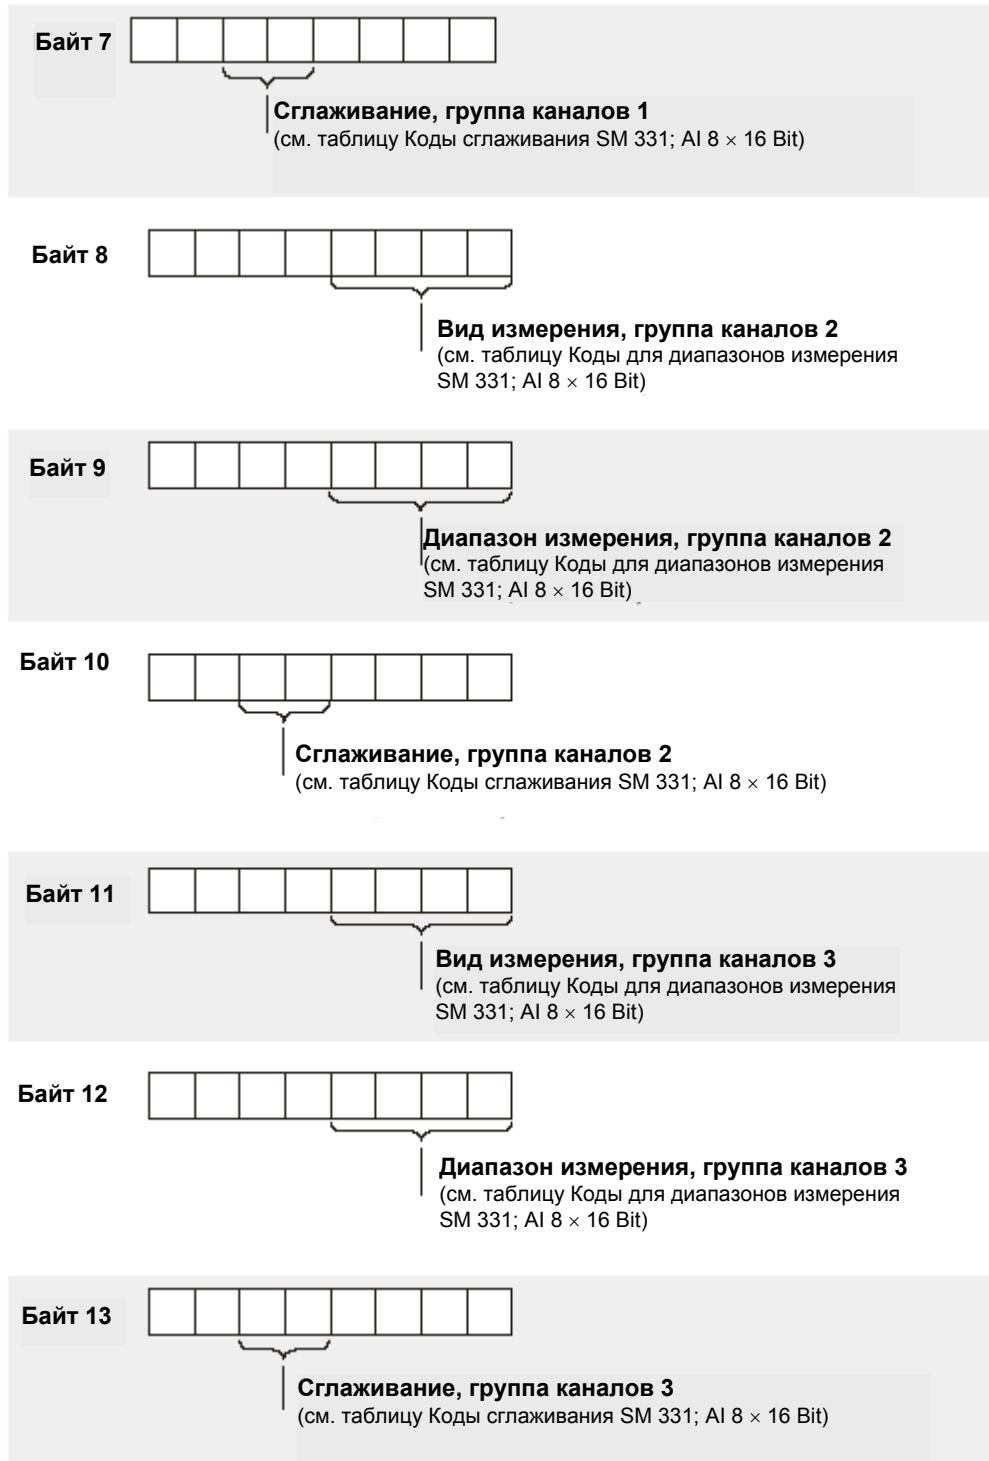 Байт 7
Сглаживание, группа каналов 1
(см. таблицу Коды сглаживания SM 331; AI 8 × 16 Bit)
Байт 8
Вид измерения, группа каналов 2
(см. таблицу Коды для диапазонов измерения
SM 331; AI 8 × 16 Bit)
Байт 9
Диапазон измерения, группа каналов 2
(см. таблицу Коды для диапазонов измерения
SM 331; AI 8 × 16 Bit)
Байт 10
Сглаживание, группа каналов 2
(см. таблицу Коды сглаживания SM 331; AI 8 × 16 Bit)
Байт 11
Вид измерения, группа каналов 3
(см. таблицу Коды для диапазонов измерения
SM 331; AI 8 × 16 Bit)
Байт 12
Диапазон измерения, группа каналов 3
(см. таблицу Коды для диапазонов измерения
SM 331; AI 8 × 16 Bit)
Байт 13
Сглаживание, группа каналов 3
(см. таблицу Коды сглаживания SM 331; AI 8 × 16 Bit)